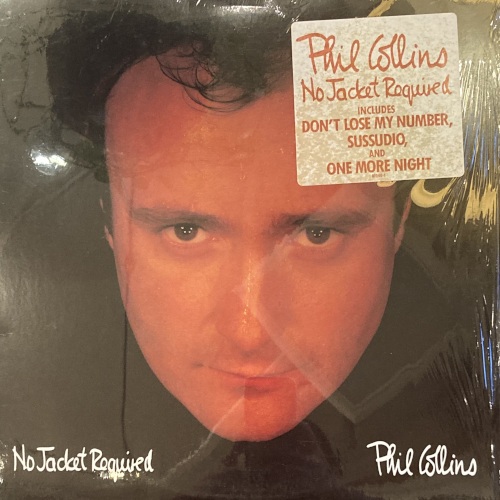 Phil Collins
No Jacket Required
INCLUDES
DON'T LOSE MY NUMBER,
SUSSUDIO,
AND
ONE MORE NIGHT
No Jacket Required
Phil Collins